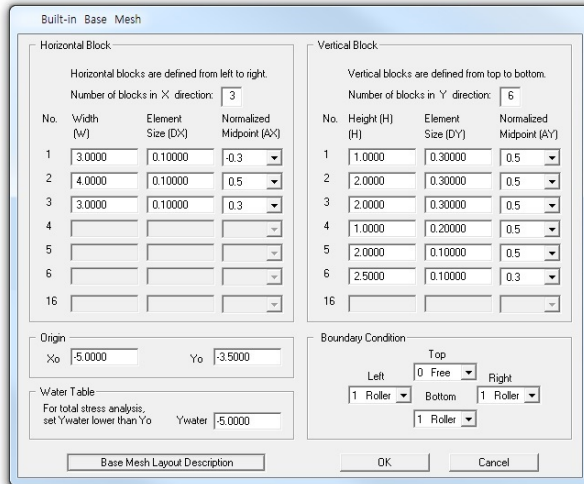 Built-in Base Mesh
Horizontal Block
Horizontal blocks are defined from left to right.
Number of blocks in X direction: 3
No. Width (W) Element Size (DX) Normalized Midpoint (AX)
1 3.0000 0.10000 -0.3
2 4.0000 0.10000 0.5
3 3.0000 0.10000 0.3
4
5
6
16
Vertical Block
Vertical blocks are defined from top to bottom.
Number of blocks in Y direction: 6
No. Height (H) (H) Element Size (DY) Normalized Midpoint (AY)
1 1.0000 0.30000 0.5
2 2.0000 0.30000 0.5
3 2.0000 0.30000 0.5
4 1.0000 0.20000 0.5
5 2.0000 0.10000 0.5
6 2.5000 0.10000 0.3
16
Origin
Xo -5.0000 Yo -3.5000
Water Table
For total stress analysis,
set Ywater lower than Yo Ywater -5.0000
Boundary Condition
Top
0 Free
Left Right
1 Roller Bottom 1 Roller
1 Roller
Base Mesh Layout Description OK Cancel